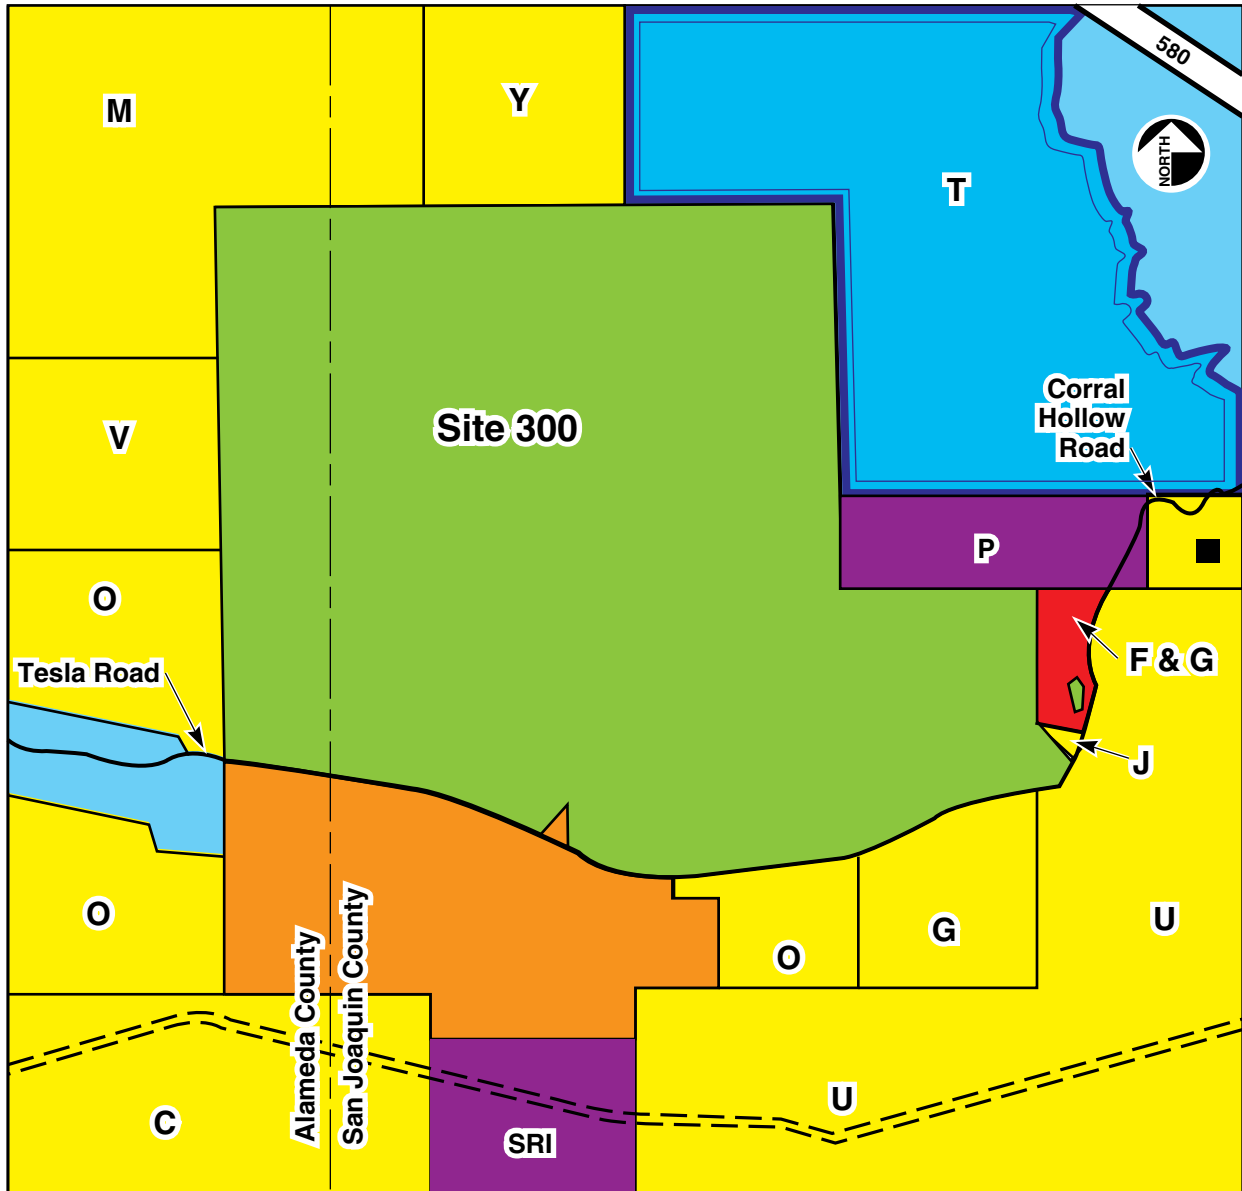 580
M
Y
NORTH
T
Corral
Hollow
Road
Site 300
V
P
O
F & G
Tesla Road
J
O
G
U
O
Alameda County
San Joaquin County
U
C
SRI